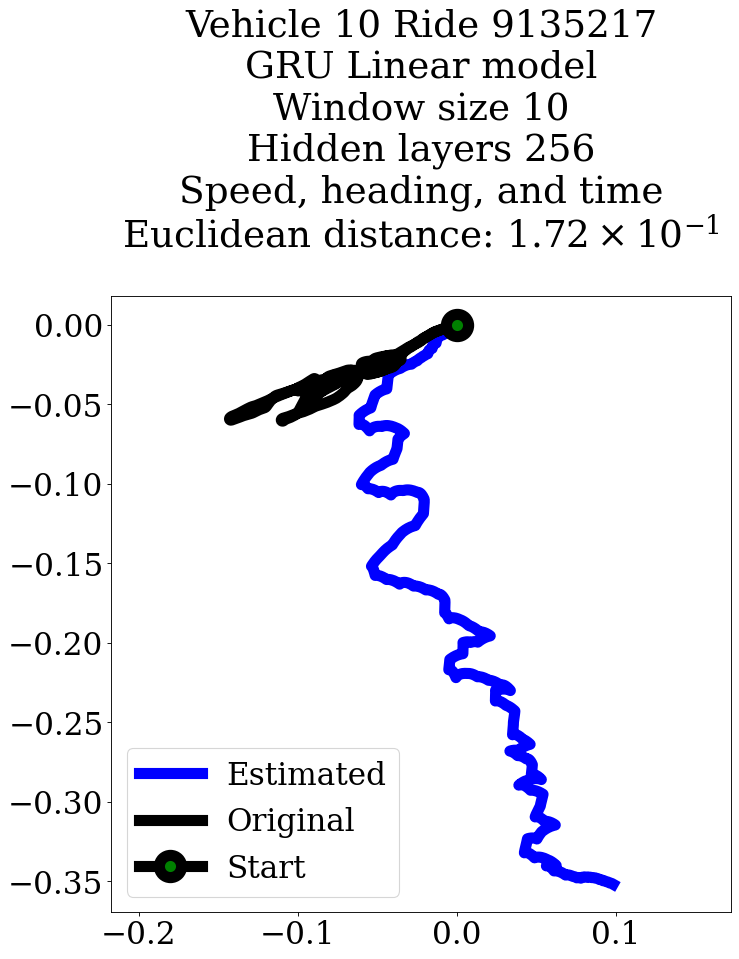 Vehicle 10 Ride 9135217
GRU Linear model
Window size 10
Hidden layers 256
Speed, heading, and time
Euclidean distance: 1.72 × 10⁻¹
0.00
−0.05
−0.10
−0.15
−0.20
−0.25
−0.30
−0.35
Estimated
Original
Start
−0.2 −0.1 0.0 0.1